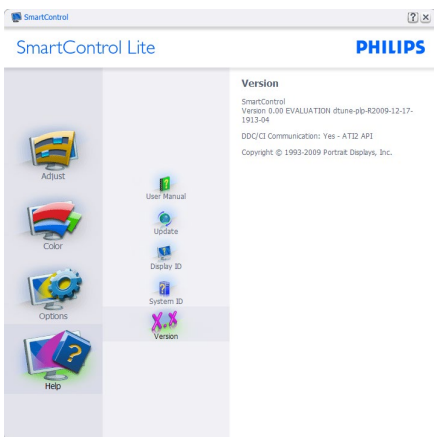 SmartControl
SmartControl Lite
PHILIPS
Adjust
Color
Options
Help
User Manual
Update
Display ID
System ID
Version
Version
SmartControl
Version 0.00 EVALUATION dtune-plp-R2009-12-17-
1913-04
DDC/CI Communication: Yes - ATI2 API
Copyright © 1993-2009 Portrait Displays, Inc.